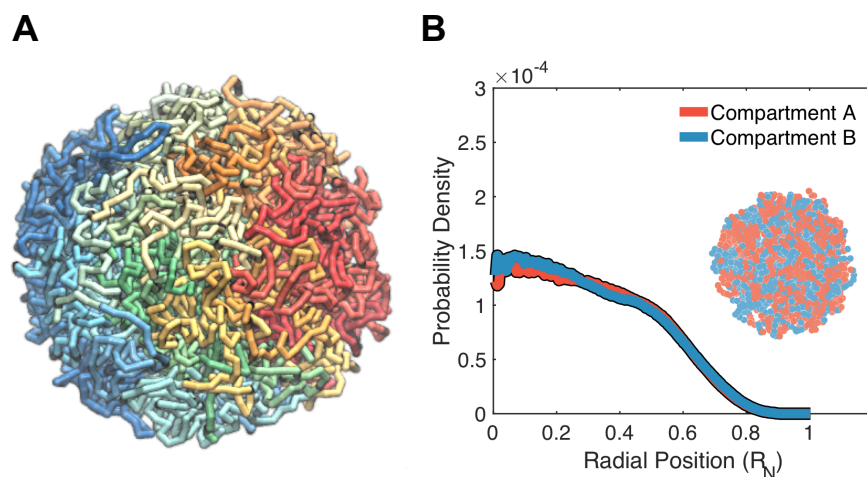 A
B
×10⁻⁴
3
2.5
2
1.5
1
0.5
0
Probability Density
Compartment A
Compartment B
0 0.2 0.4 0.6 0.8 1
Radial Position (R_N)